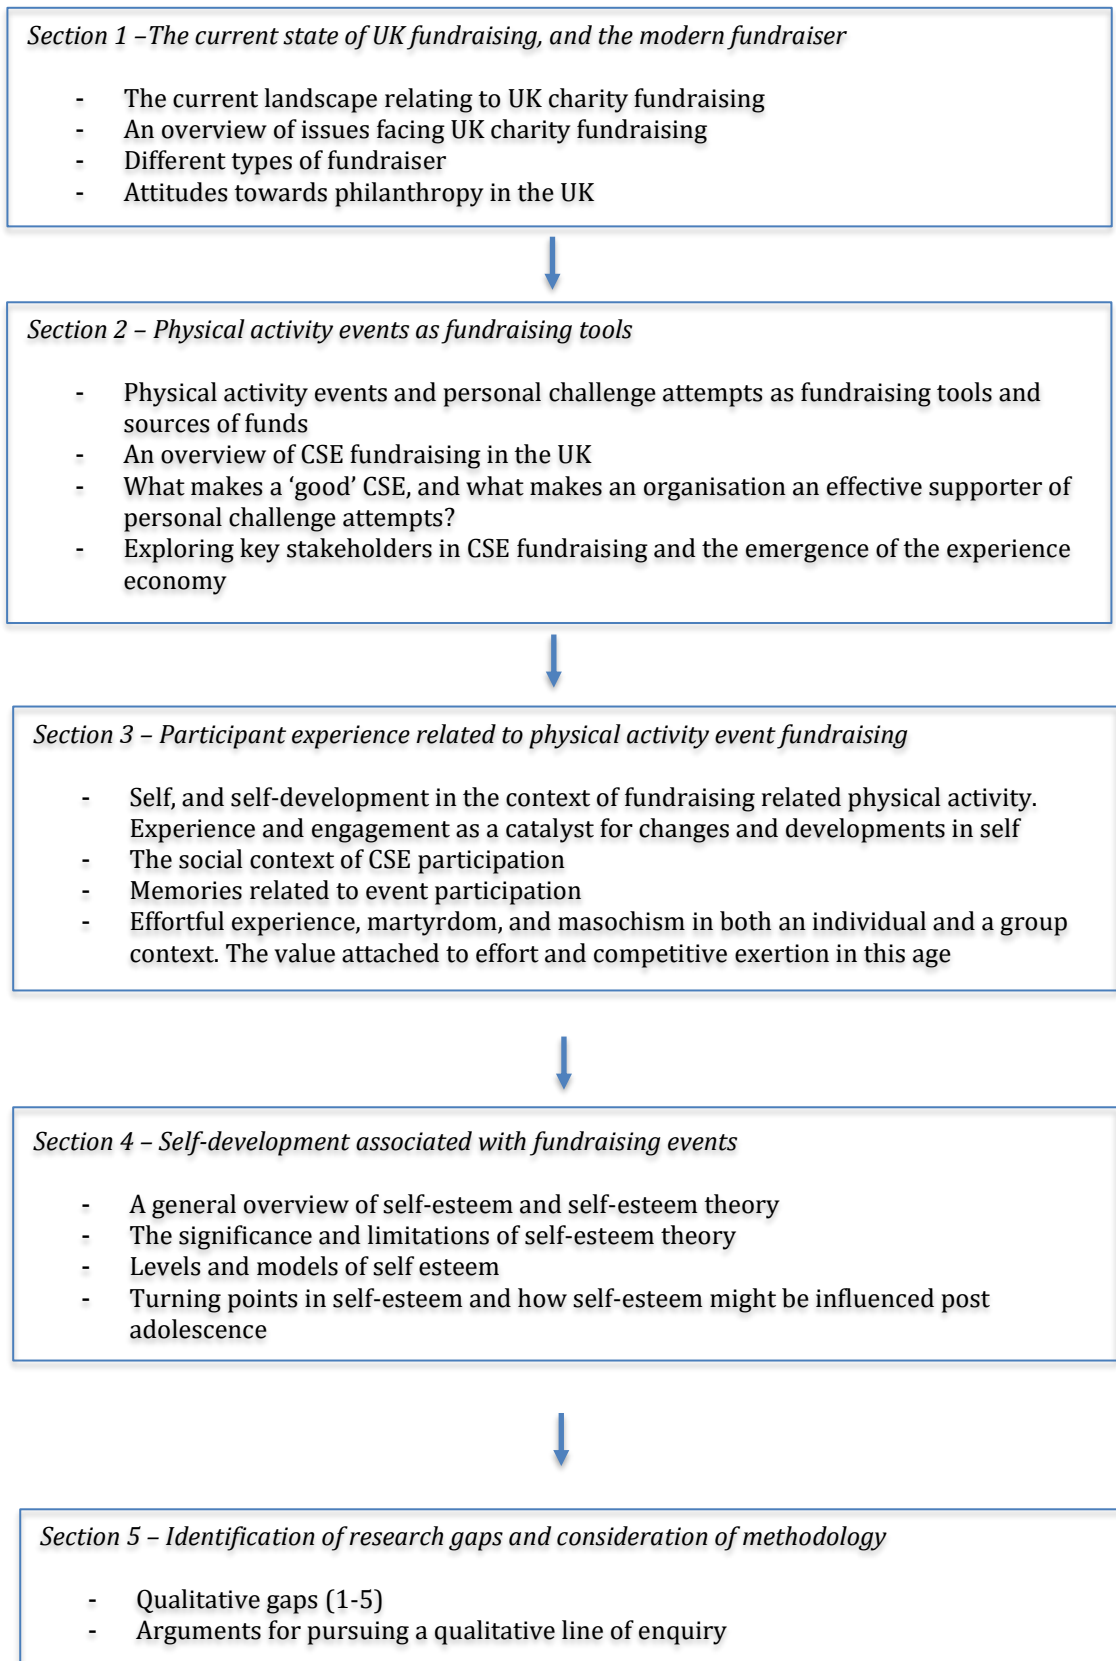 Section 1 –The current state of UK fundraising, and the modern fundraiser
- The current landscape relating to UK charity fundraising
- An overview of issues facing UK charity fundraising
- Different types of fundraiser
- Attitudes towards philanthropy in the UK
Section 2 – Physical activity events as fundraising tools
- Physical activity events and personal challenge attempts as fundraising tools and
sources of funds
- An overview of CSE fundraising in the UK
- What makes a ‘good’ CSE, and what makes an organisation an effective supporter of
personal challenge attempts?
- Exploring key stakeholders in CSE fundraising and the emergence of the experience
economy
Section 3 – Participant experience related to physical activity event fundraising
- Self, and self-development in the context of fundraising related physical activity.
Experience and engagement as a catalyst for changes and developments in self
- The social context of CSE participation
- Memories related to event participation
- Effortful experience, martyrdom, and masochism in both an individual and a group
context. The value attached to effort and competitive exertion in this age
Section 4 – Self-development associated with fundraising events
- A general overview of self-esteem and self-esteem theory
- The significance and limitations of self-esteem theory
- Levels and models of self esteem
- Turning points in self-esteem and how self-esteem might be influenced post
adolescence
Section 5 – Identification of research gaps and consideration of methodology
- Qualitative gaps (1-5)
- Arguments for pursuing a qualitative line of enquiry